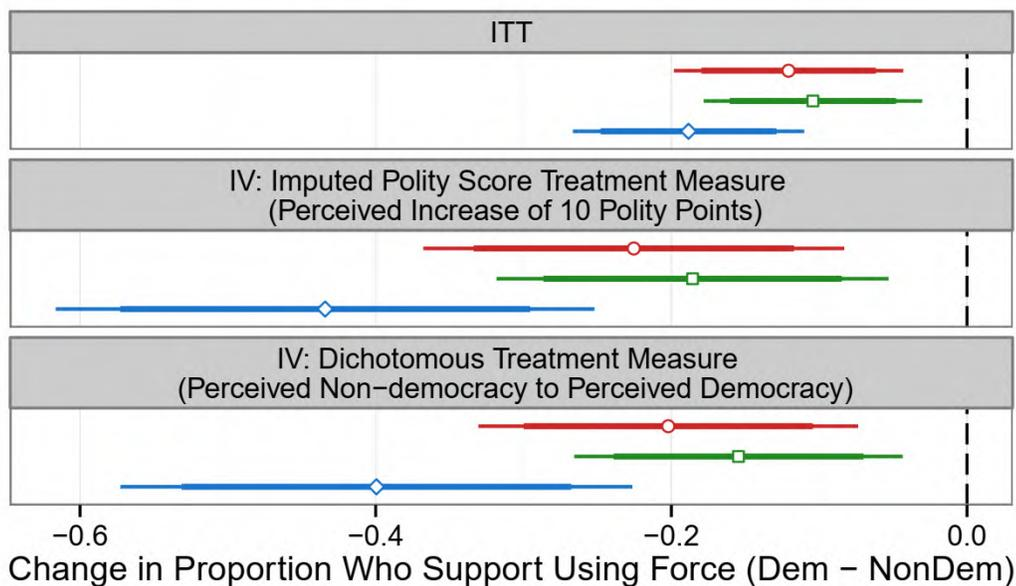 ITT
IV: Imputed Polity Score Treatment Measure
(Perceived Increase of 10 Polity Points)
IV: Dichotomous Treatment Measure
(Perceived Non−democracy to Perceived Democracy)
−0.6 −0.4 −0.2 0.0
Change in Proportion Who Support Using Force (Dem − NonDem)